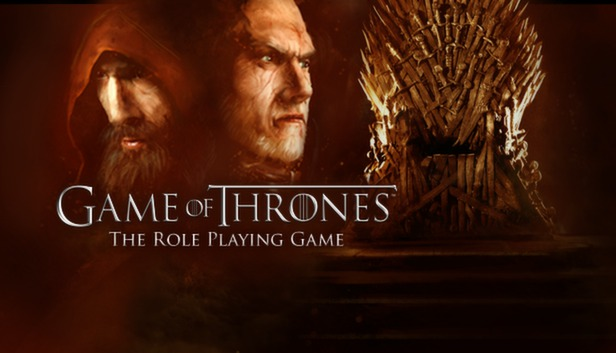 GAME OF THRONES
THE ROLE PLAYING GAME